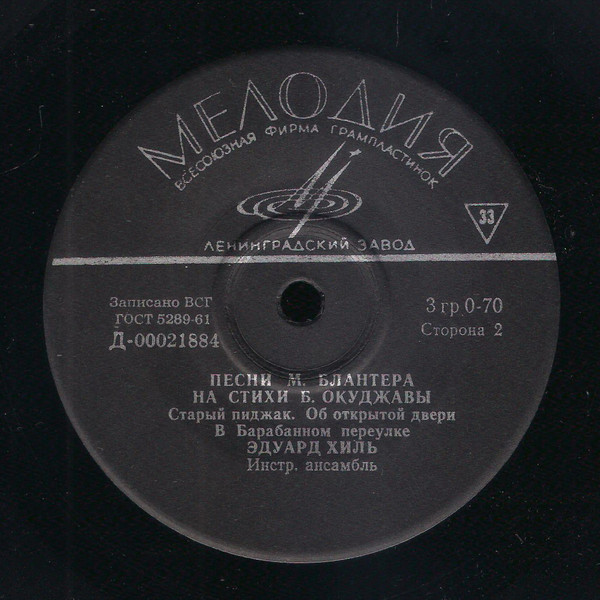 МЕЛОДИЯ
ВСЕСОЮЗНАЯ ФИРМА ГРАМПЛАСТИНОК
33
ЛЕНИНГРАДСКИЙ ЗАВОД
Записано ВСГ
ГОСТ 5289-61
Д-00021884
3 гр 0-70
Сторона 2
ПЕСНИ М. БЛАНТЕРА
НА СТИХИ Б. ОКУДЖАВЫ
Старый пиджак. Об открытой двери
В Барабанном переулке
ЭДУАРД ХИЛЬ
Инстр. ансамбль